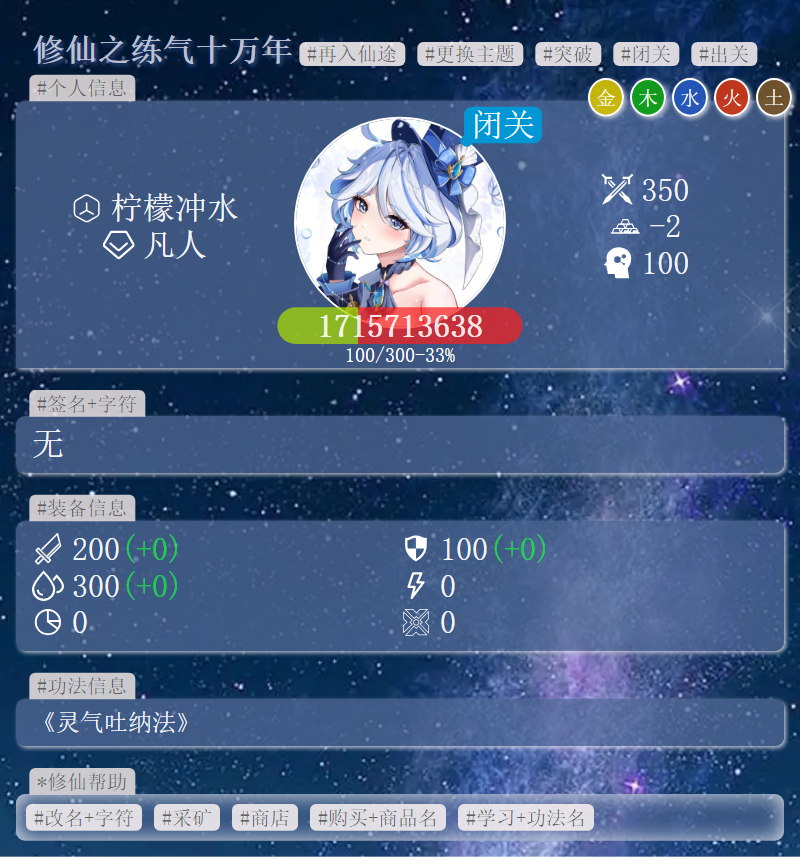 修仙之练气十万年 #再入仙途 #更换主题 #突破 #闭关 #出关
#个人信息
金 木 水 火 土
闭关
柠檬冲水
凡人
350
-2
100
1715713638
100/300-33%
#签名+字符
无
#装备信息
200(+0) 100(+0)
300(+0) 0
0 0
#功法信息
《灵气吐纳法》
*修仙帮助
#改名+字符 #采矿 #商店 #购买+商品名 #学习+功法名